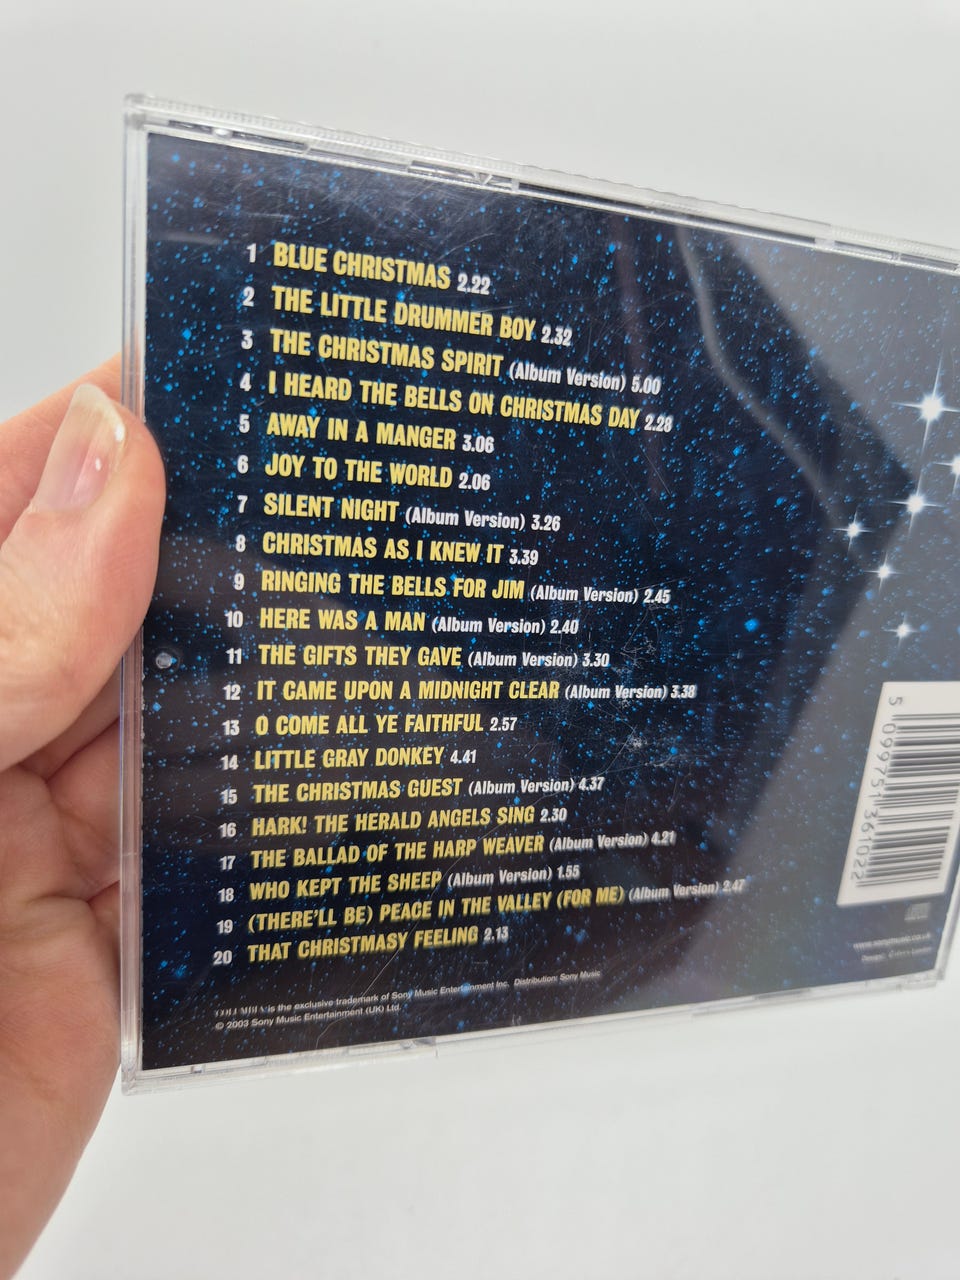 1 BLUE CHRISTMAS 2.22
2 THE LITTLE DRUMMER BOY 2.32
3 THE CHRISTMAS SPIRIT (Album Version) 5.00
4 I HEARD THE BELLS ON CHRISTMAS DAY 2.28
5 AWAY IN A MANGER 3.06
6 JOY TO THE WORLD 2.06
7 SILENT NIGHT (Album Version) 3.26
8 CHRISTMAS AS I KNEW IT 3.39
9 RINGING THE BELLS FOR JIM (Album Version) 2.45
10 HERE WAS A MAN (Album Version) 2.40
11 THE GIFTS THEY GAVE (Album Version) 3.30
12 IT CAME UPON A MIDNIGHT CLEAR (Album Version) 3.38
13 O COME ALL YE FAITHFUL 2.57
14 LITTLE GRAY DONKEY 4.41
15 THE CHRISTMAS GUEST (Album Version) 4.37
16 HARK! THE HERALD ANGELS SING 2.30
17 THE BALLAD OF THE HARP WEAVER (Album Version) 4.21
18 WHO KEPT THE SHEEP (Album Version) 1.55
19 (THERE'LL BE) PEACE IN THE VALLEY (FOR ME) (Album Version) 2.47
20 THAT CHRISTMASY FEELING 2.13
COLUMBIA is the exclusive trademark of Sony Music Entertainment Inc. Distribution: Sony Music
© 2003 Sony Music Entertainment (UK) Ltd.
5 099751 361022
www.sonymusic.co.uk
Design: